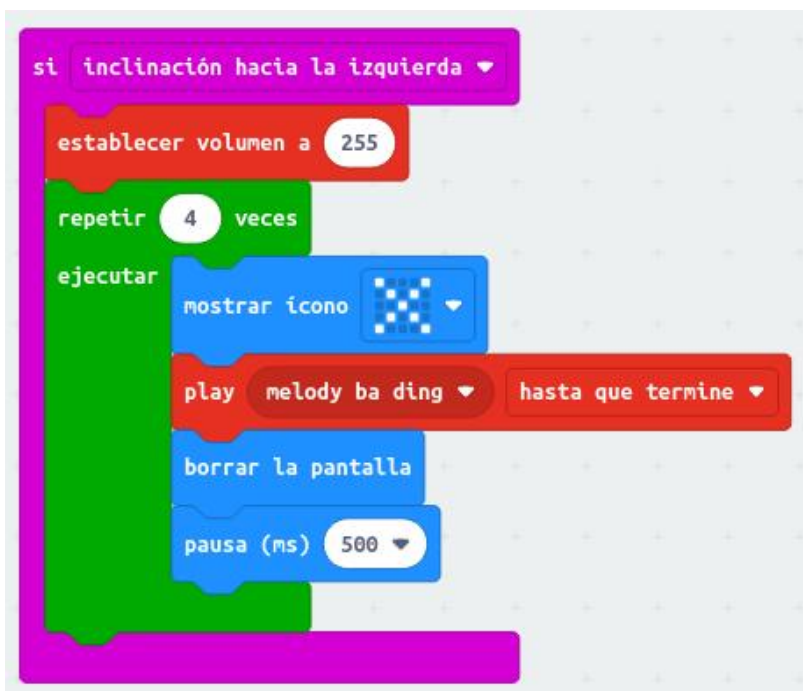 si inclinación hacia la izquierda
establecer volumen a 255
repetir 4 veces
ejecutar
mostrar ícono
play melody ba ding hasta que termine
borrar la pantalla
pausa (ms) 500